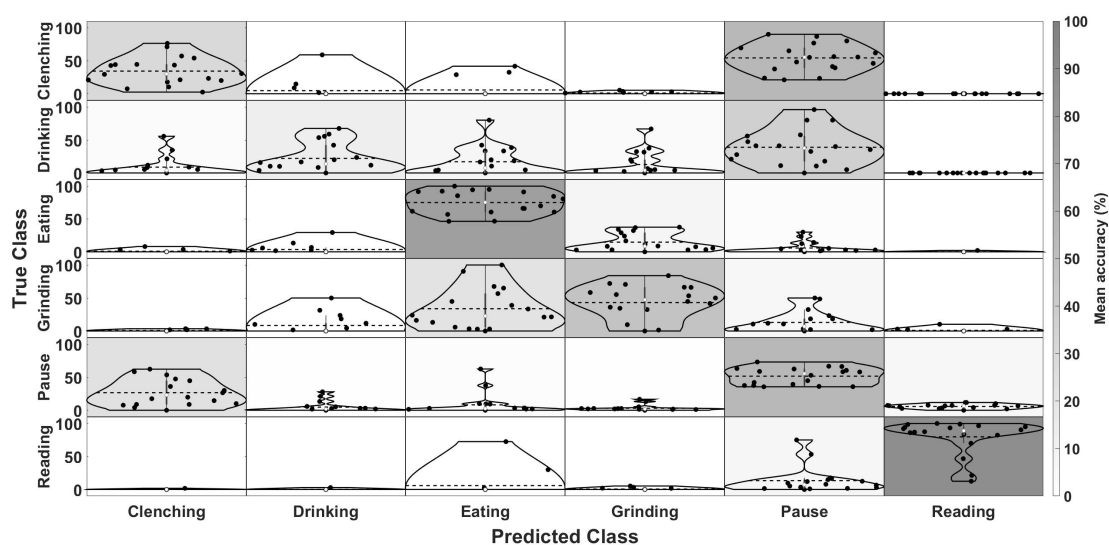 True Class
Clenching
100
50
0
Drinking
100
50
0
Eating
100
50
0
Grinding
100
50
0
Pause
100
50
0
Reading
100
50
0
Clenching Drinking Eating Grinding Pause Reading
Predicted Class
100
90
80
70
60
50
40
30
20
10
0
Mean accuracy (%)